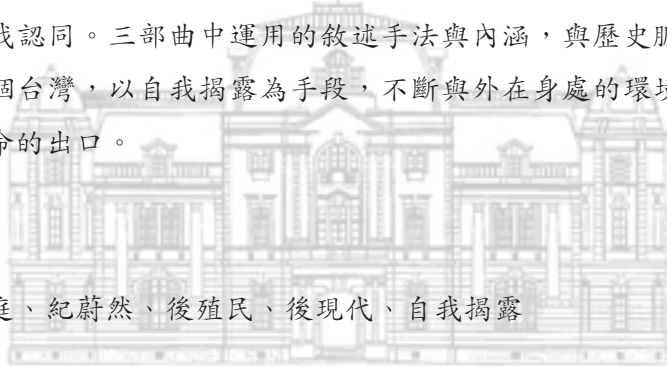 我認同。三部曲中運用的敘述手法與內涵，與歷史脈
個台灣，以自我揭露為手段，不斷與外在身處的環境
命的出口。
庭、紀蔚然、後殖民、後現代、自我揭露